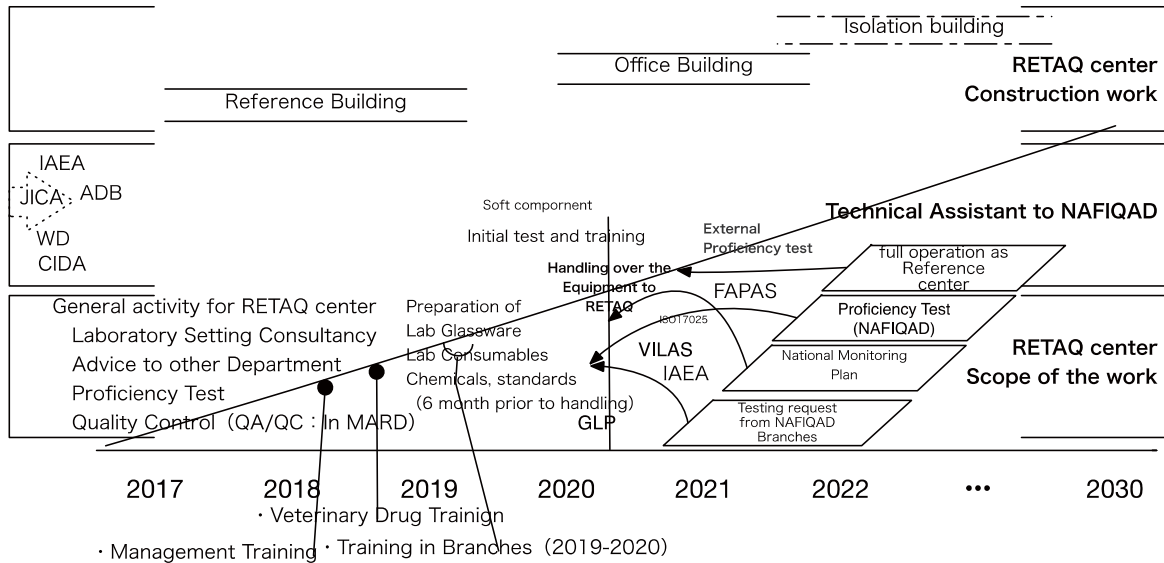 Isolation building
Office Building
Reference Building
RETAQ center
Construction work
IAEA
JICA
ADB
WD
CIDA
Soft compornent
Initial test and training
External
Proficiency test
Technical Assistant to NAFIQAD
Handling over the
Equipment to
RETAQ
full operation as
Reference
center
FAPAS
General activity for RETAQ center
Laboratory Setting Consultancy
Advice to other Department
Proficiency Test
Quality Control（QA/QC：In MARD）
Preparation of
Lab Glassware
Lab Consumables
Chemicals, standards
（6 month prior to handling）
GLP
ISO17025
VILAS
IAEA
Proficiency Test
(NAFIQAD)
National Monitoring
Plan
Testing request
from NAFIQAD
Branches
RETAQ center
Scope of the work
2017
2018
2019
2020
2021
2022
•••
2030
・Veterinary Drug Trainign
・Management Training
・Training in Branches（2019-2020）